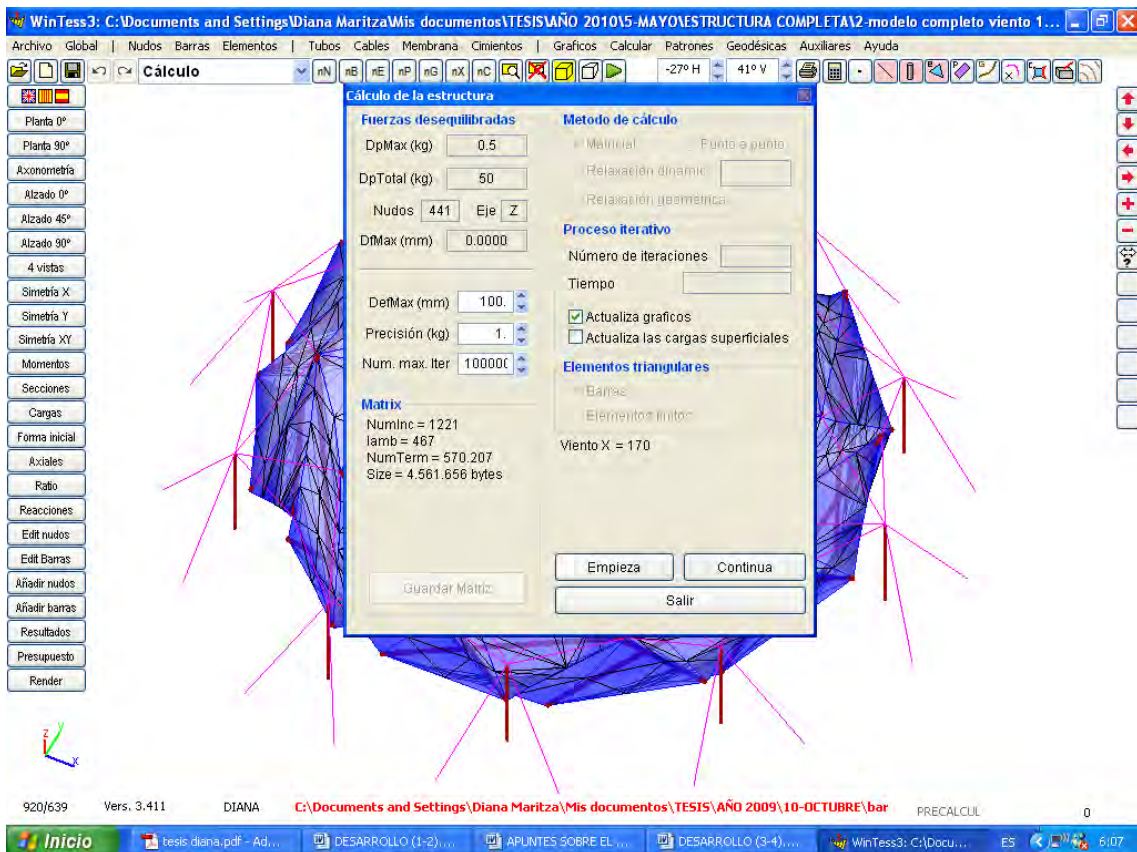 WinTess3: C:\Documents and Settings\Diana Maritza\Mis documentos\TESIS\AÑO 2010\5-MAYO\ESTRUCTURA COMPLETA\2-modelo completo viento 1...
Archivo Global | Nudos Barras Elementos | Tubos Cables Membrana Cimientos | Graficos Calcular Patrones Geodésicas Auxiliares Ayuda
Cálculo nN nB nE nP nG nX nC -27º H 41º V
Planta 0º
Planta 90º
Axonometría
Alzado 0º
Alzado 45º
Alzado 90º
4 vistas
Simetría X
Simetría Y
Simetría XY
Momentos
Secciones
Cargas
Forma inicial
Axiales
Ratio
Reacciones
Edit nudos
Edit Barras
Añadir nudos
Añadir barras
Resultados
Presupuesto
Render
Cálculo de la estructura
Fuerzas desequilibradas
DpMax (kg) 0.5
DpTotal (kg) 50
Nudos 441 Eje Z
DfMax (mm) 0.0000
DefMax (mm) 100.
Precisión (kg) 1.
Num. max. Iter 100000
Matrix
NumInc = 1221
lamb = 467
NumTerm = 570.207
Size = 4.561.656 bytes
Guardar Matriz
Metodo de cálculo
Matricial Punto a punto
Relaxación dinamic
Relaxación geometrica
Proceso iterativo
Número de iteraciones
Tiempo
Actualiza graficos
Actualiza las cargas superficiales
Elementos triangulares
Barras
Elementos finitos
Viento X = 170
Empieza Continua
Salir
z y x
920/639 Vers. 3.411 DIANA C:\Documents and Settings\Diana Maritza\Mis documentos\TESIS\AÑO 2009\10-OCTUBRE\bar PRECALCUL 0
Inicio tesis diana.pdf - Ad... DESARROLLO (1-2).... APUNTES SOBRE EL ... DESARROLLO (3-4).... WinTess3: C:\Docu... ES 6:07